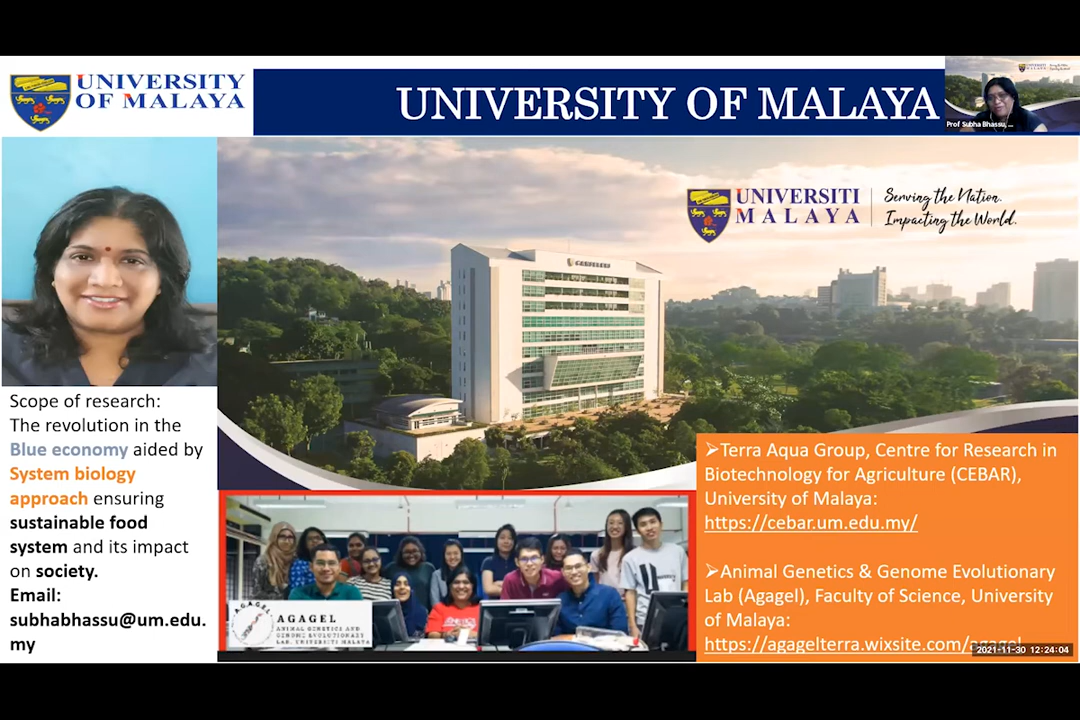 UNIVERSITY
OF MALAYA
UNIVERSITY OF MALAYA
Prof Subha Bhassu, ...
UNIVERSITI
MALAYA
Serving the Nation.
Impacting the World.
Scope of research:
The revolution in the
Blue economy aided by
System biology
approach ensuring
sustainable food
system and its impact
on society.
Email:
subhabhassu@um.edu.
my
AGAGEL
ANIMAL GENETICS AND
GENOME EVOLUTIONARY
LAB, UNIVERSITI MALAYA
➢Terra Aqua Group, Centre for Research in
Biotechnology for Agriculture (CEBAR),
University of Malaya:
https://cebar.um.edu.my/
➢Animal Genetics & Genome Evolutionary
Lab (Agagel), Faculty of Science, University
of Malaya:
https://agagelterra.wixsite.com/
2021-11-30 12:24:04